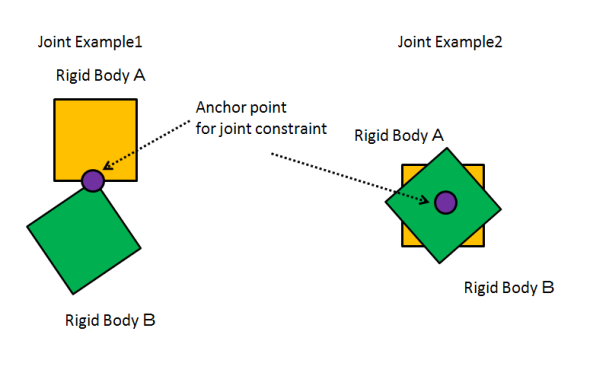 Joint Example1
Rigid Body A
Anchor point
for joint constraint
Rigid Body B
Joint Example2
Rigid Body A
Rigid Body B